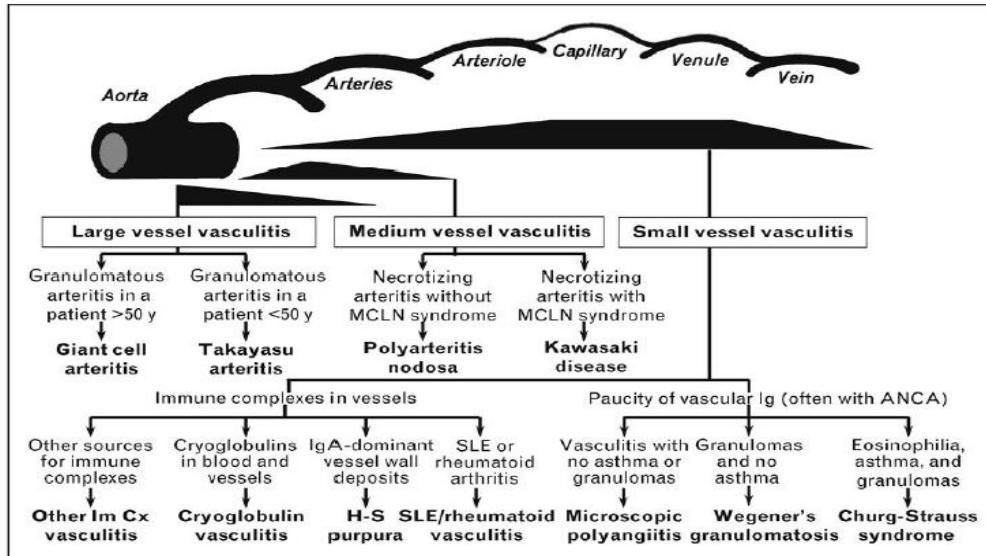 Aorta
Arteries
Arteriole
Capillary
Venule
Vein
Large vessel vasculitis
Medium vessel vasculitis
Small vessel vasculitis
Granulomatous
arteritis in a
patient >50 y
Giant cell
arteritis
Granulomatous
arteritis in a
patient <50 y
Takayasu
arteritis
Necrotizing
arteritis without
MCLN syndrome
Polyarteritis
nodosa
Necrotizing
arteritis with
MCLN syndrome
Kawasaki
disease
Immune complexes in vessels
Paucity of vascular Ig (often with ANCA)
Other sources
for immune
complexes
Other Im Cx
vasculitis
Cryoglobulins
in blood and
vessels
Cryoglobulin
vasculitis
IgA-dominant
vessel wall
deposits
H-S
purpura
SLE or
rheumatoid
arthritis
SLE/rheumatoid
vasculitis
Vasculitis with
no asthma or
granulomas
Microscopic
polyangiitis
Granulomas
and no
asthma
Wegener's
granulomatosis
Eosinophilia,
asthma, and
granulomas
Churg-Strauss
syndrome